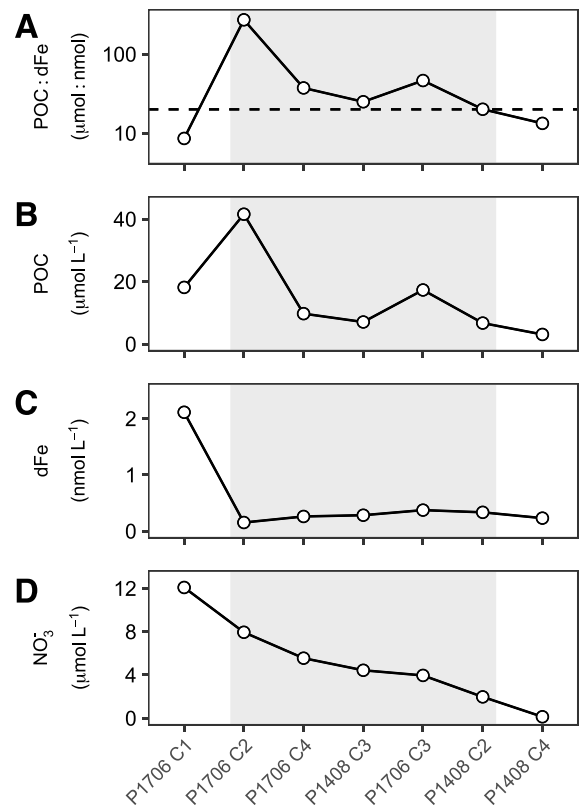 A
POC:dFe
(μmol:nmol)
100
10
B
POC
(μmol L⁻¹)
40
20
0
C
dFe
(nmol L⁻¹)
2
1
0
D
NO₃⁻
(μmol L⁻¹)
12
8
4
0
P1706 C1
P1706 C2
P1706 C4
P1408 C3
P1706 C3
P1408 C2
P1408 C4